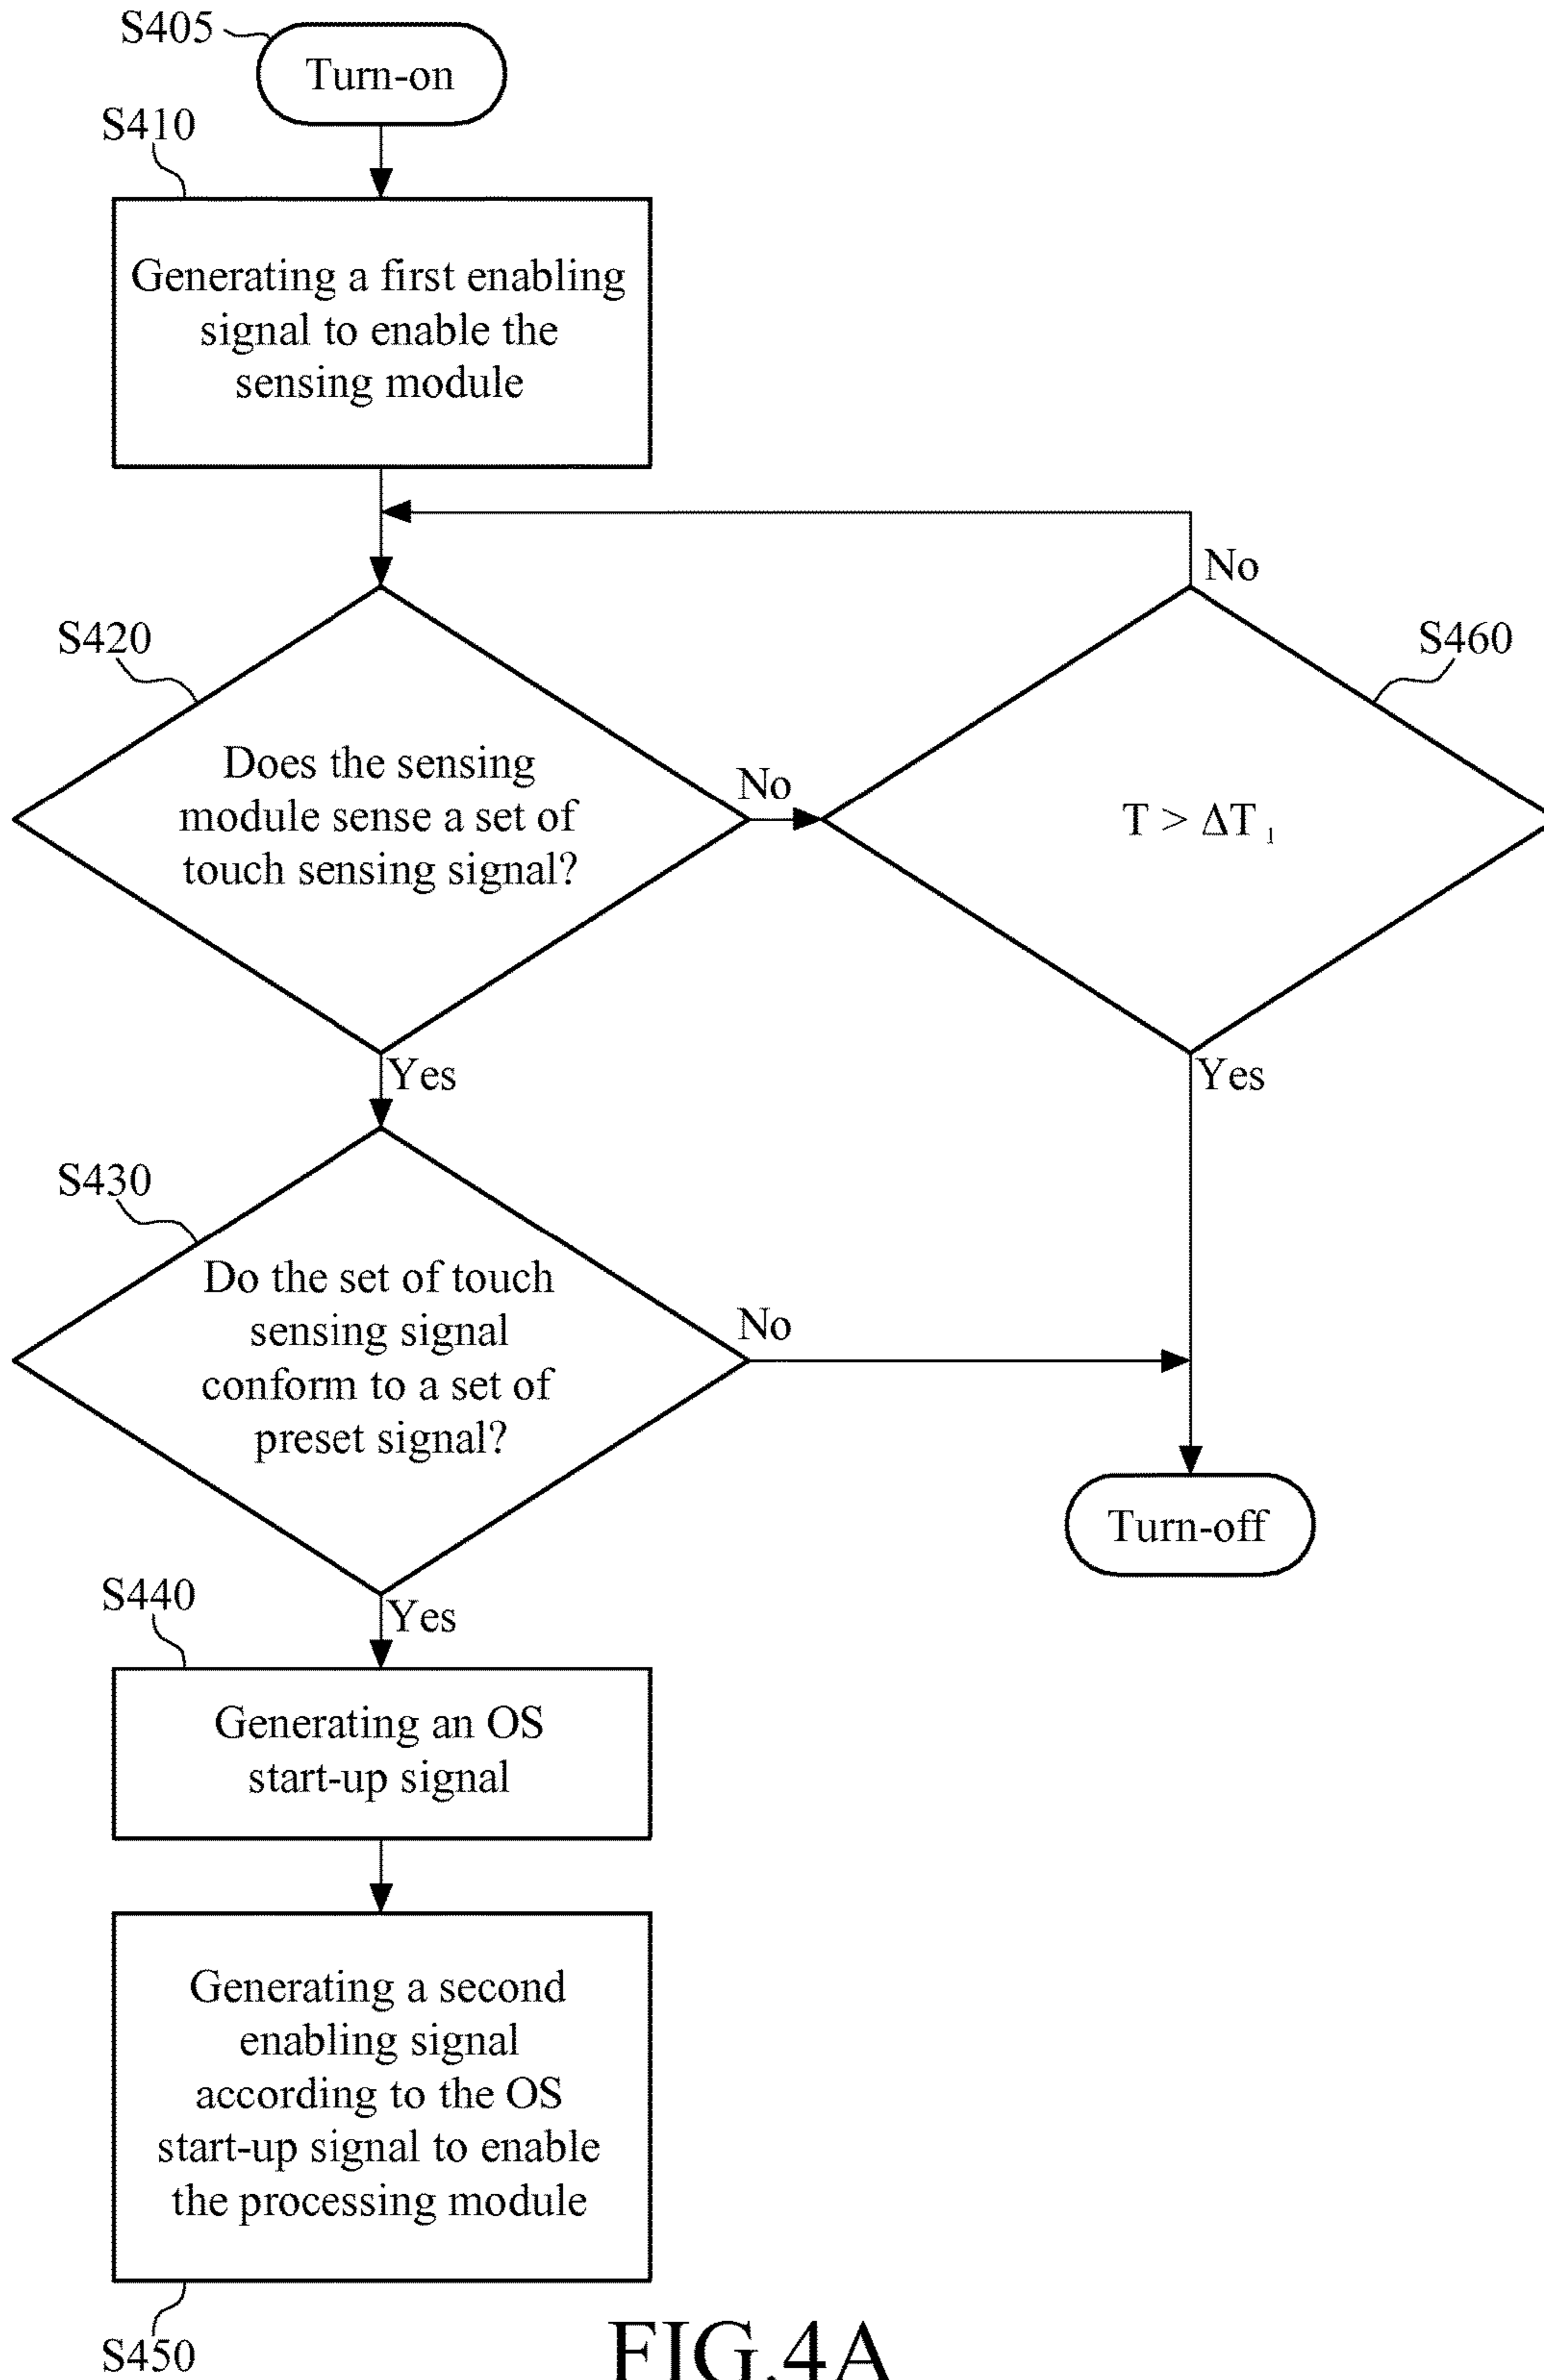 S405
Turn-on
S410
Generating a first enabling
signal to enable the
sensing module
No
S420
S460
Does the sensing
module sense a set of
touch sensing signal?
No
T > ΔT₁
Yes
Yes
S430
Do the set of touch
sensing signal
conform to a set of
preset signal?
No
Turn-off
S440
Yes
Generating an OS
start-up signal
Generating a second
enabling signal
according to the OS
start-up signal to enable
the processing module
S450
FIG.4A